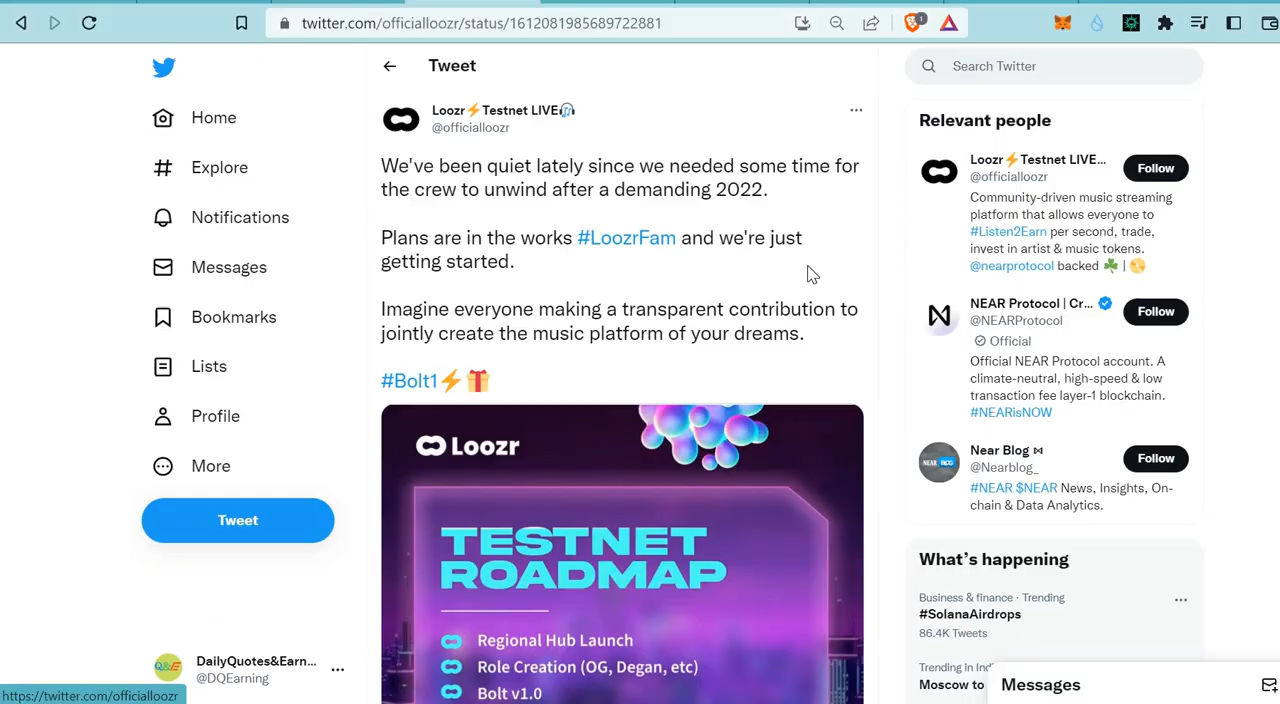 twitter.com/officialloozr/status/1612081985689722881
1
Home
Explore
Notifications
Messages
Bookmarks
Lists
Profile
More
Tweet
DailyQuotes&Earn...
@DQEarning
https://twitter.com/officialloozr
Tweet
Loozr⚡Testnet LIVE🎧
@officialloozr
We've been quiet lately since we needed some time for
the crew to unwind after a demanding 2022.
Plans are in the works #LoozrFam and we're just
getting started.
Imagine everyone making a transparent contribution to
jointly create the music platform of your dreams.
#Bolt1⚡🎁
Loozr
TESTNET
ROADMAP
Regional Hub Launch
Role Creation (OG, Degan, etc)
Bolt v1.0
Search Twitter
Relevant people
Loozr⚡Testnet LIVE...
@officialloozr
Follow
Community-driven music streaming
platform that allows everyone to
#Listen2Earn per second, trade,
invest in artist & music tokens.
@nearprotocol backed ☘️ |
NEAR Protocol | Cr...
@NEARProtocol
Follow
Official
Official NEAR Protocol account. A
climate-neutral, high-speed & low
transaction fee layer-1 blockchain.
#NEARisNOW
Near Blog ⋈
@Nearblog_
Follow
#NEAR $NEAR News, Insights, On-
chain & Data Analytics.
What's happening
Business & finance · Trending
#SolanaAirdrops
86.4K Tweets
Trending in
Moscow to
Messages